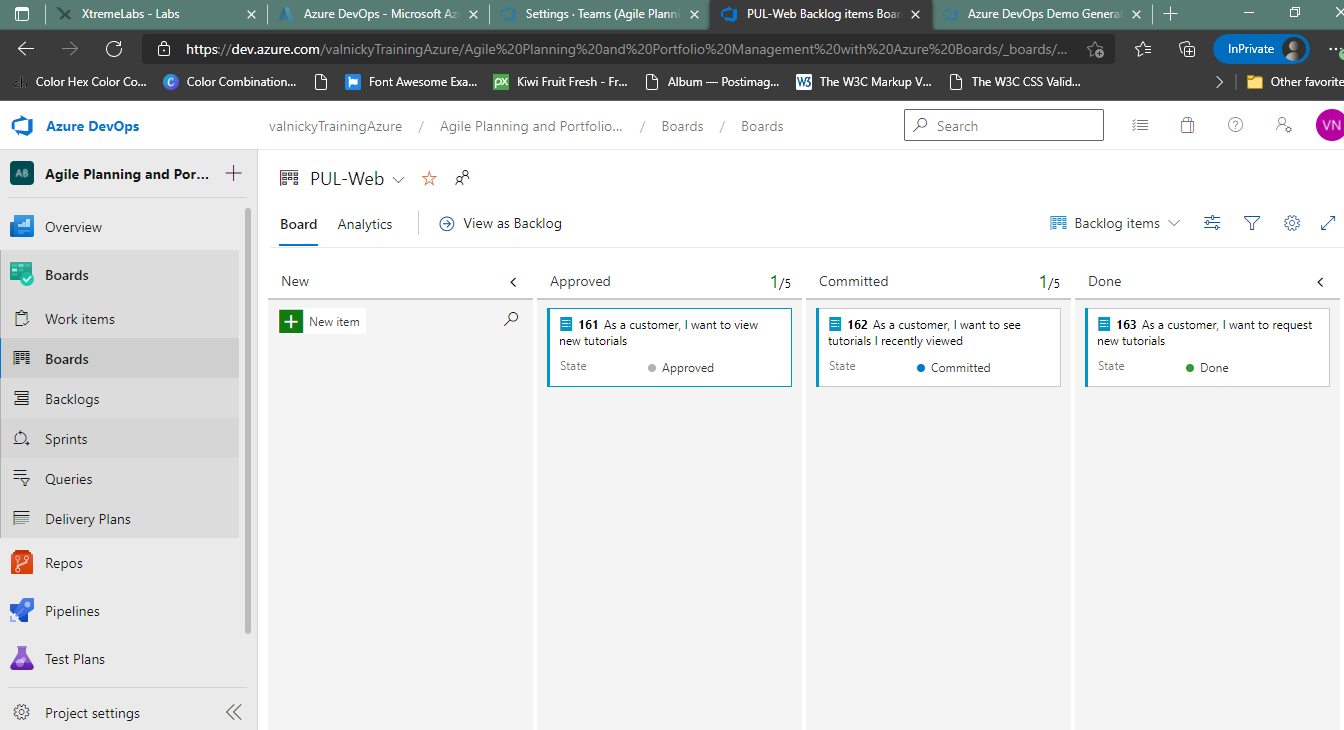 XtremeLabs - Labs
Azure DevOps - Microsoft Az
Settings · Teams (Agile Planni
PUL-Web Backlog items Boar
Azure DevOps Demo Generat
https://dev.azure.com/valnickyTrainingAzure/Agile%20Planning%20and%20Portfolio%20Management%20with%20Azure%20Boards/_boards/...
InPrivate
ch Color Hex Color Co...
C Color Combination...
Font Awesome Exa...
px Kiwi Fruit Fresh - Fr...
Album — Postimag...
W3 The W3C Markup V...
The W3C CSS Valid...
Other favorite
Azure DevOps
valnickyTrainingAzure / Agile Planning and Portfolio... / Boards / Boards
Search
VN
AB Agile Planning and Por...
Overview
Boards
Work items
Boards
Backlogs
Sprints
Queries
Delivery Plans
Repos
Pipelines
Test Plans
Project settings
PUL-Web
Board Analytics View as Backlog
Backlog items
New
New item
Approved 1/5
161 As a customer, I want to view
new tutorials
State Approved
Committed 1/5
162 As a customer, I want to see
tutorials I recently viewed
State Committed
Done
163 As a customer, I want to request
new tutorials
State Done